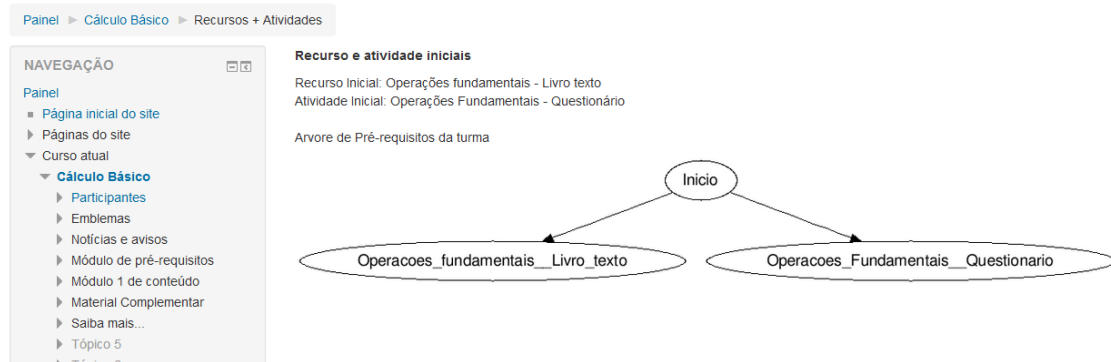 Painel ► Cálculo Básico ► Recursos + Atividades
NAVEGAÇÃO
Painel
Página inicial do site
Páginas do site
Curso atual
Cálculo Básico
Participantes
Emblemas
Notícias e avisos
Módulo de pré-requisitos
Módulo 1 de conteúdo
Material Complementar
Saiba mais...
Tópico 5
Recurso e atividade iniciais
Recurso Inicial: Operações fundamentais - Livro texto
Atividade Inicial: Operações Fundamentais - Questionário
Arvore de Pré-requisitos da turma
Inicio
Operacoes_fundamentais__Livro_texto
Operacoes_Fundamentais__Questionario